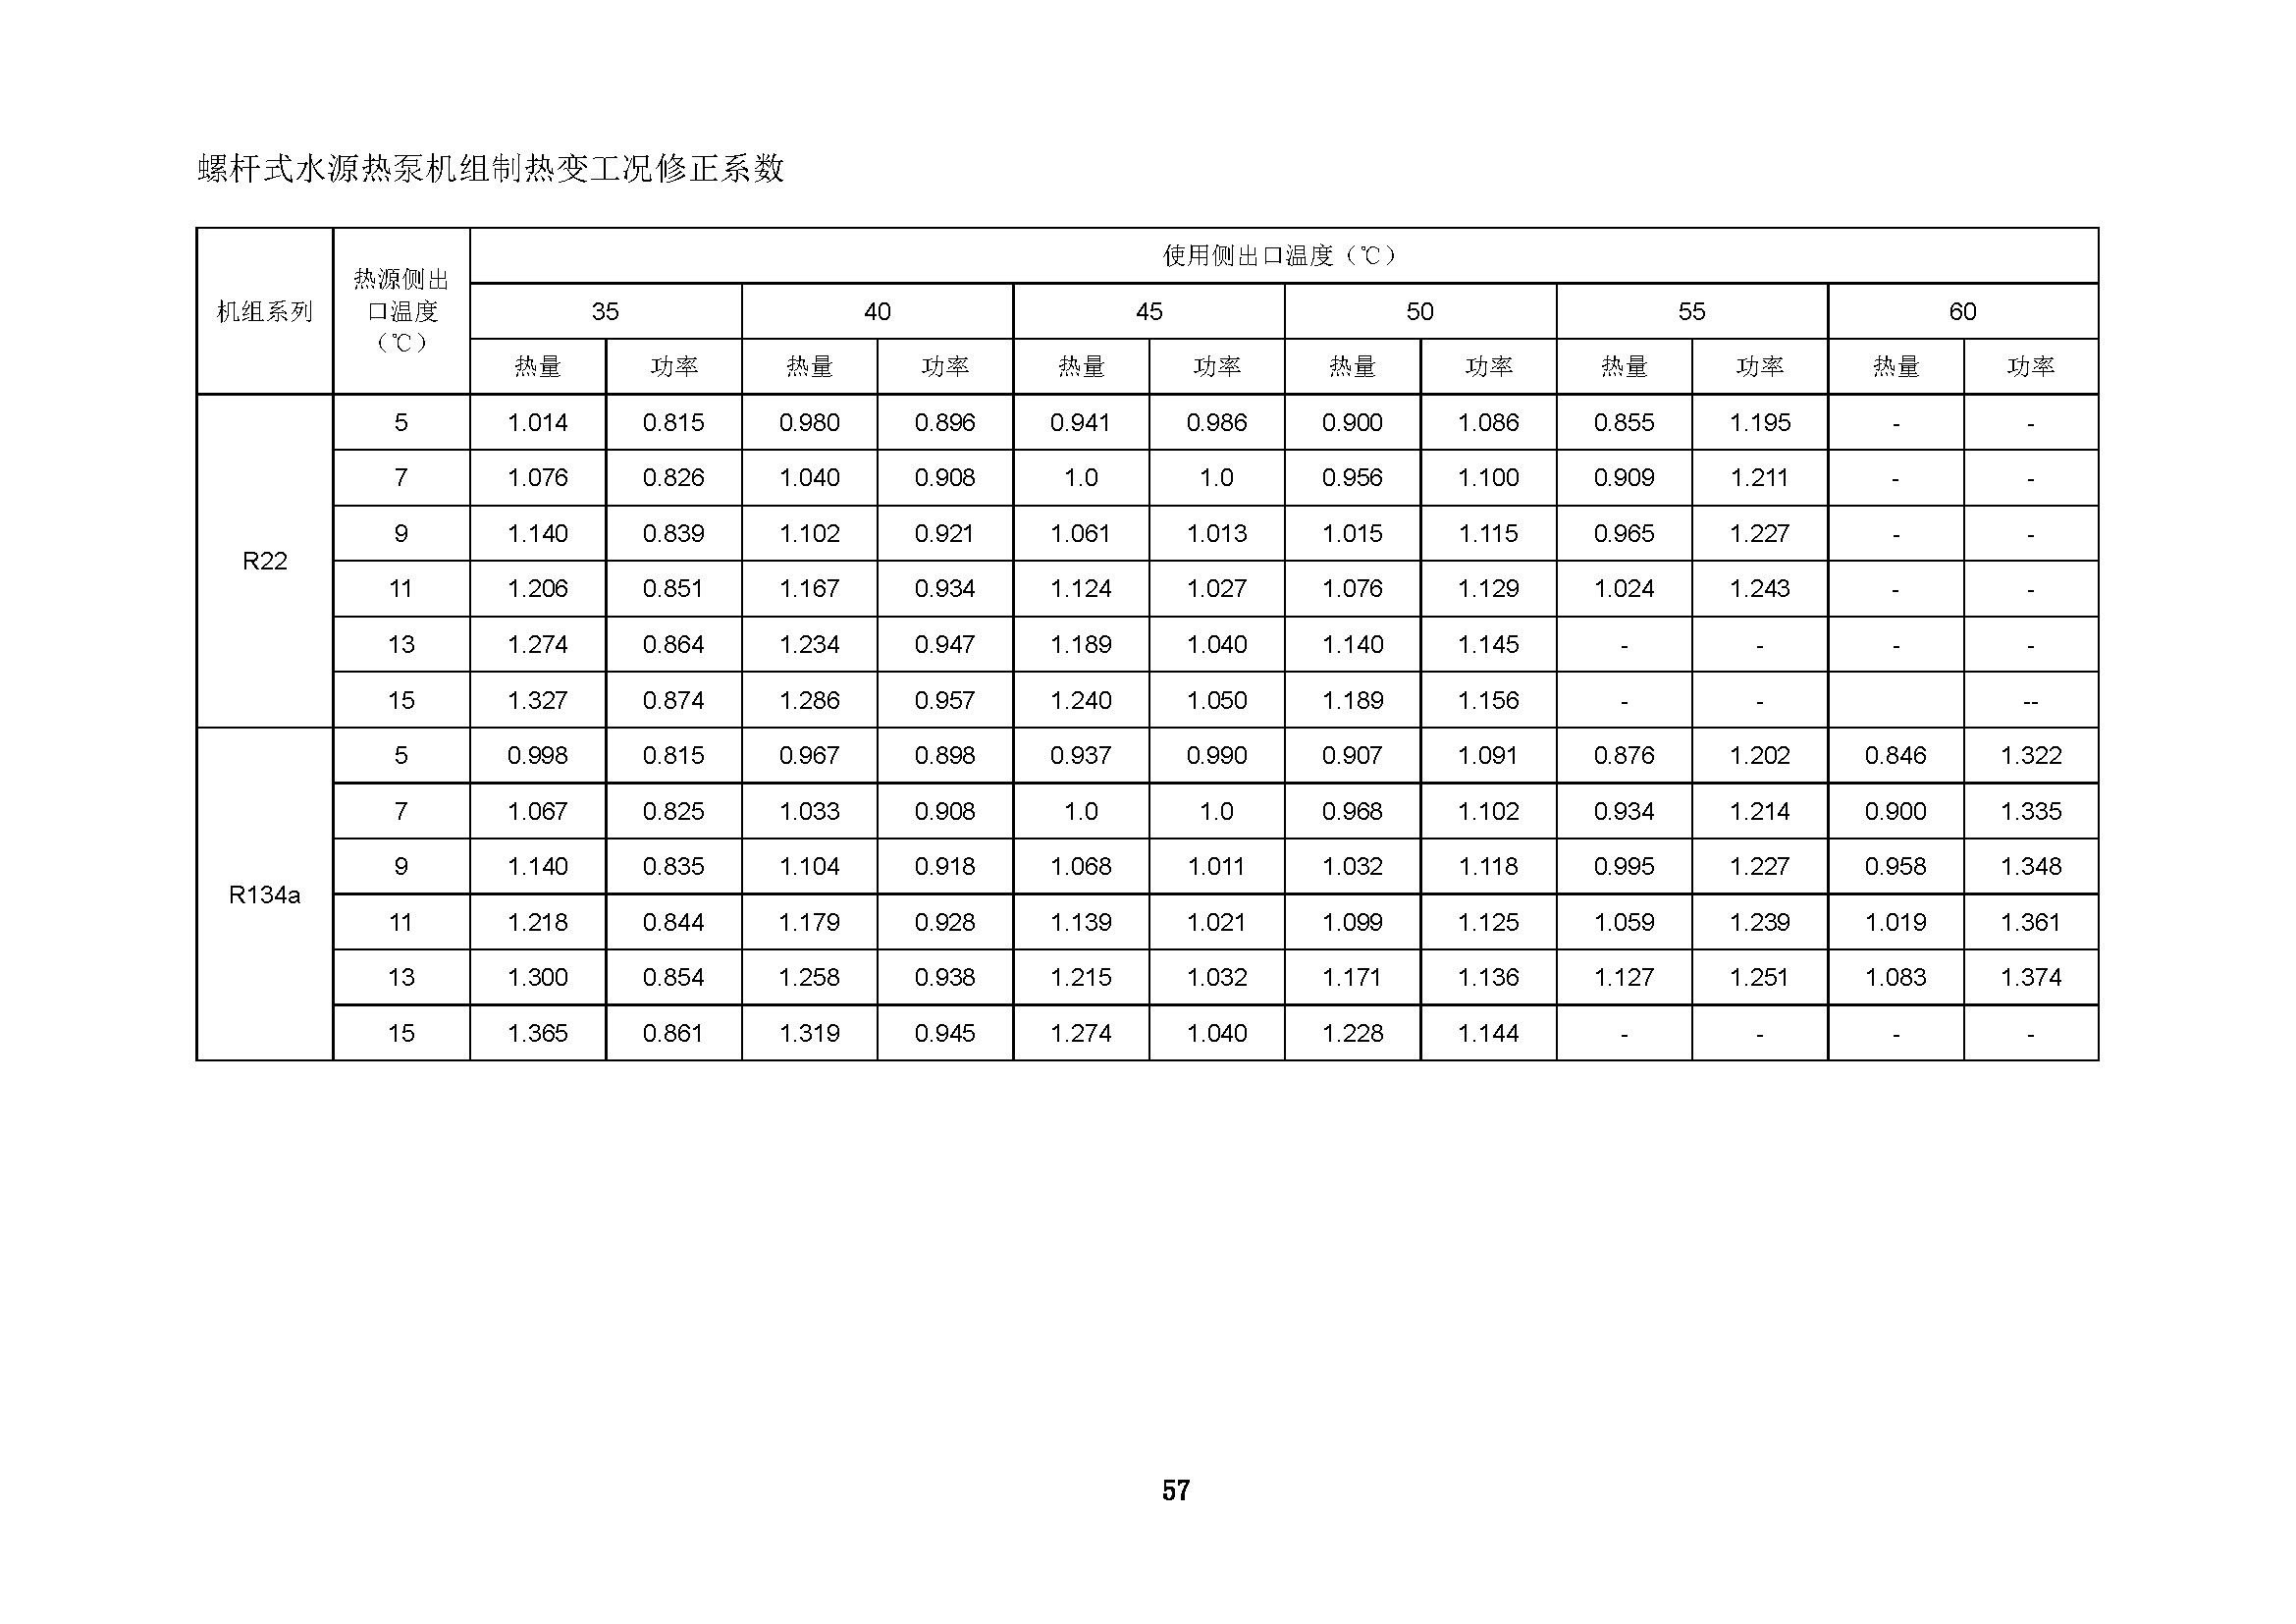 螺杆式水源热泵机组制热变工况修正系数
机组系列 热源侧出口温度（℃） 使用侧出口温度（℃）
35 40 45 50 55 60
热量 功率 热量 功率 热量 功率 热量 功率 热量 功率 热量 功率
R22
5 1.014 0.815 0.980 0.896 0.941 0.986 0.900 1.086 0.855 1.195 - -
7 1.076 0.826 1.040 0.908 1.0 1.0 0.956 1.100 0.909 1.211 - -
9 1.140 0.839 1.102 0.921 1.061 1.013 1.015 1.115 0.965 1.227 - -
11 1.206 0.851 1.167 0.934 1.124 1.027 1.076 1.129 1.024 1.243 - -
13 1.274 0.864 1.234 0.947 1.189 1.040 1.140 1.145 - - - -
15 1.327 0.874 1.286 0.957 1.240 1.050 1.189 1.156 - - --
R134a
5 0.998 0.815 0.967 0.898 0.937 0.990 0.907 1.091 0.876 1.202 0.846 1.322
7 1.067 0.825 1.033 0.908 1.0 1.0 0.968 1.102 0.934 1.214 0.900 1.335
9 1.140 0.835 1.104 0.918 1.068 1.011 1.032 1.118 0.995 1.227 0.958 1.348
11 1.218 0.844 1.179 0.928 1.139 1.021 1.099 1.125 1.059 1.239 1.019 1.361
13 1.300 0.854 1.258 0.938 1.215 1.032 1.171 1.136 1.127 1.251 1.083 1.374
15 1.365 0.861 1.319 0.945 1.274 1.040 1.228 1.144 - - - -
57